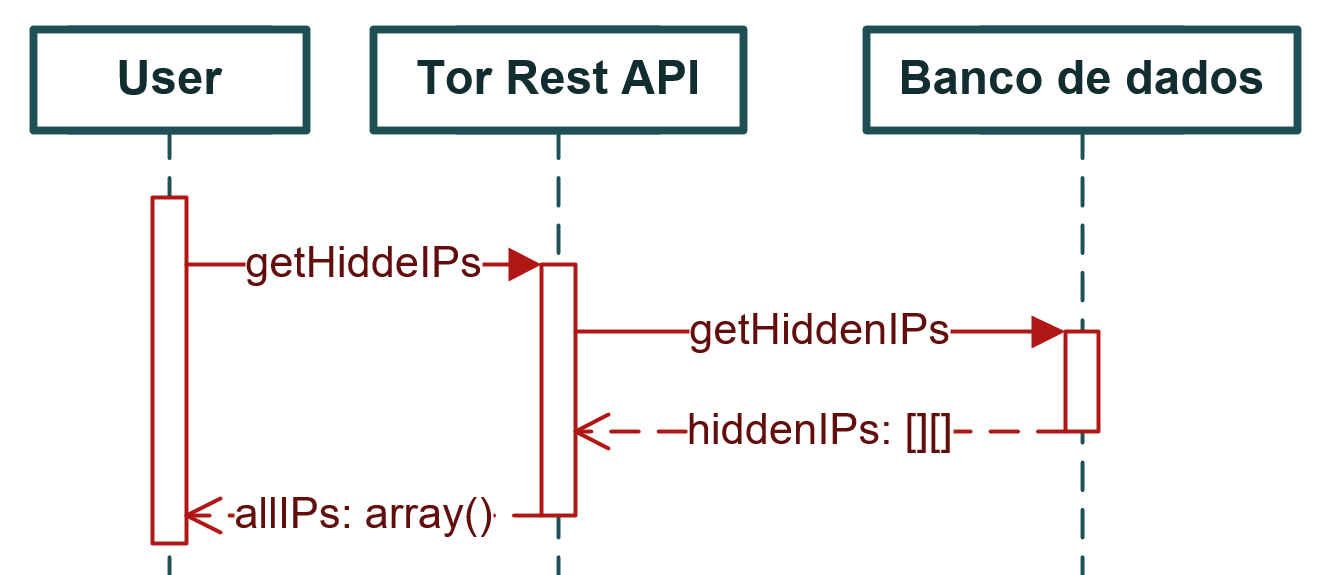 User
Tor Rest API
Banco de dados
getHiddeIPs
getHiddenIPs
hiddenIPs: [][]
allIPs: array()